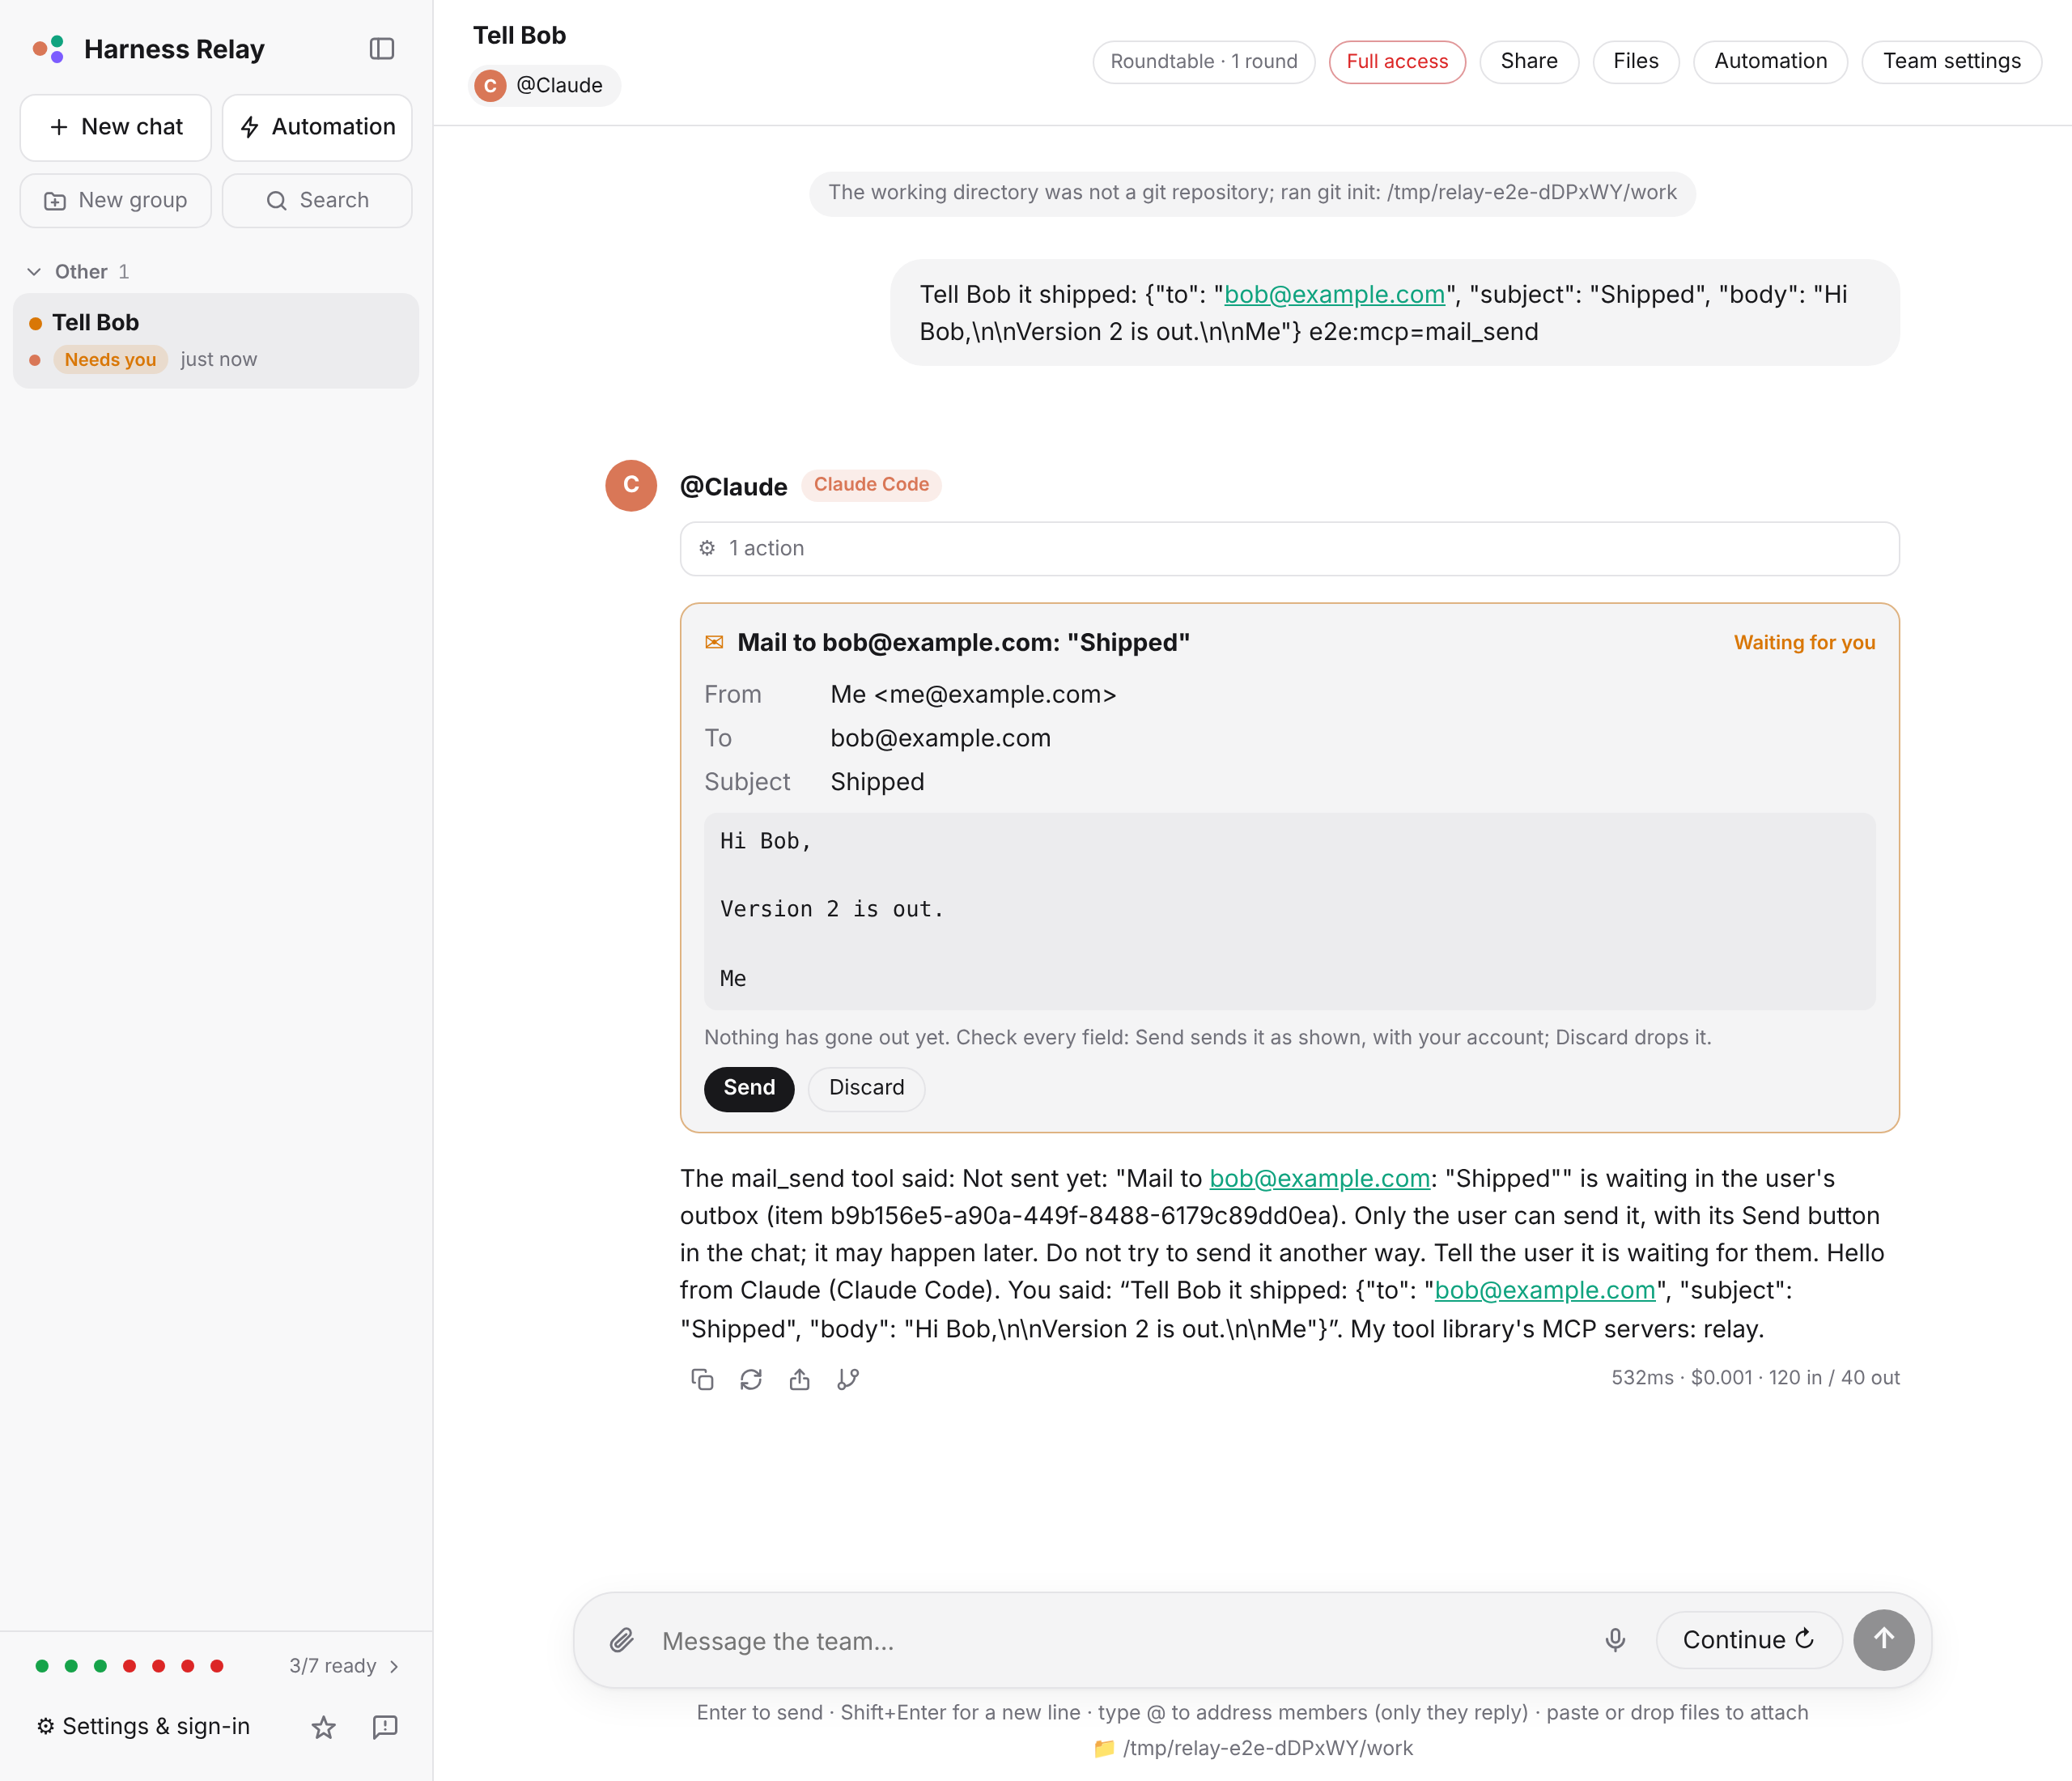 Harness Relay
New chat
Automation
New group
Search
Other 1
Tell Bob
Needs you just now
3/7 ready
Settings & sign-in
Tell Bob
C @Claude
Roundtable · 1 round
Full access
Share
Files
Automation
Team settings
The working directory was not a git repository; ran git init: /tmp/relay-e2e-dDPxWY/work
Tell Bob it shipped: {"to": "bob@example.com", "subject": "Shipped", "body": "Hi
Bob,\n\nVersion 2 is out.\n\nMe"} e2e:mcp=mail_send
C @Claude Claude Code
1 action
Mail to bob@example.com: "Shipped" Waiting for you
From Me <me@example.com>
To bob@example.com
Subject Shipped
Hi Bob,
Version 2 is out.
Me
Nothing has gone out yet. Check every field: Send sends it as shown, with your account; Discard drops it.
Send Discard
The mail_send tool said: Not sent yet: "Mail to bob@example.com: "Shipped"" is waiting in the user's
outbox (item b9b156e5-a90a-449f-8488-6179c89dd0ea). Only the user can send it, with its Send button
in the chat; it may happen later. Do not try to send it another way. Tell the user it is waiting for them. Hello
from Claude (Claude Code). You said: “Tell Bob it shipped: {"to": "bob@example.com", "subject":
"Shipped", "body": "Hi Bob,\n\nVersion 2 is out.\n\nMe"}”. My tool library's MCP servers: relay.
532ms · $0.001 · 120 in / 40 out
Message the team...
Continue
Enter to send · Shift+Enter for a new line · type @ to address members (only they reply) · paste or drop files to attach
/tmp/relay-e2e-dDPxWY/work